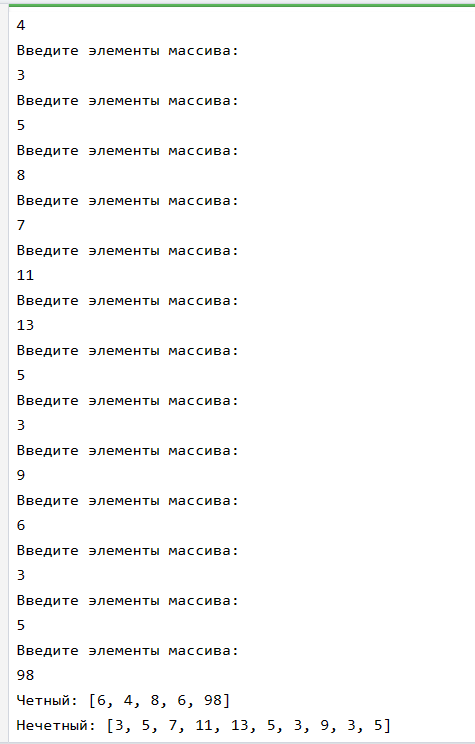 4
Введите элементы массива:
3
Введите элементы массива:
5
Введите элементы массива:
8
Введите элементы массива:
7
Введите элементы массива:
11
Введите элементы массива:
13
Введите элементы массива:
5
Введите элементы массива:
3
Введите элементы массива:
9
Введите элементы массива:
6
Введите элементы массива:
3
Введите элементы массива:
5
Введите элементы массива:
98
Четный: [6, 4, 8, 6, 98]
Нечетный: [3, 5, 7, 11, 13, 5, 3, 9, 3, 5]